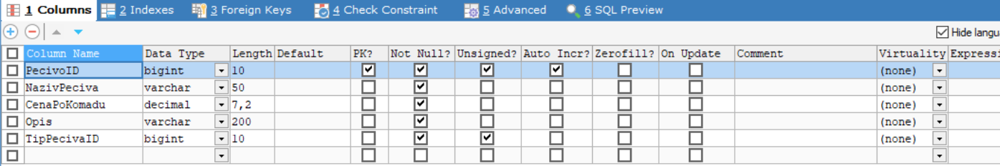 1 Columns 2 Indexes 3 Foreign Keys 4 Check Constraint 5 Advanced 6 SQL Preview
Hide langu
Column Name Data Type Length Default PK? Not Null? Unsigned? Auto Incr? Zerofill? On Update Comment Virtuality Expressi
PecivoID bigint 10 (none)
NazivPeciva varchar 50 (none)
CenaPoKomadu decimal 7,2 (none)
Opis varchar 200 (none)
TipPecivaID bigint 10 (none)